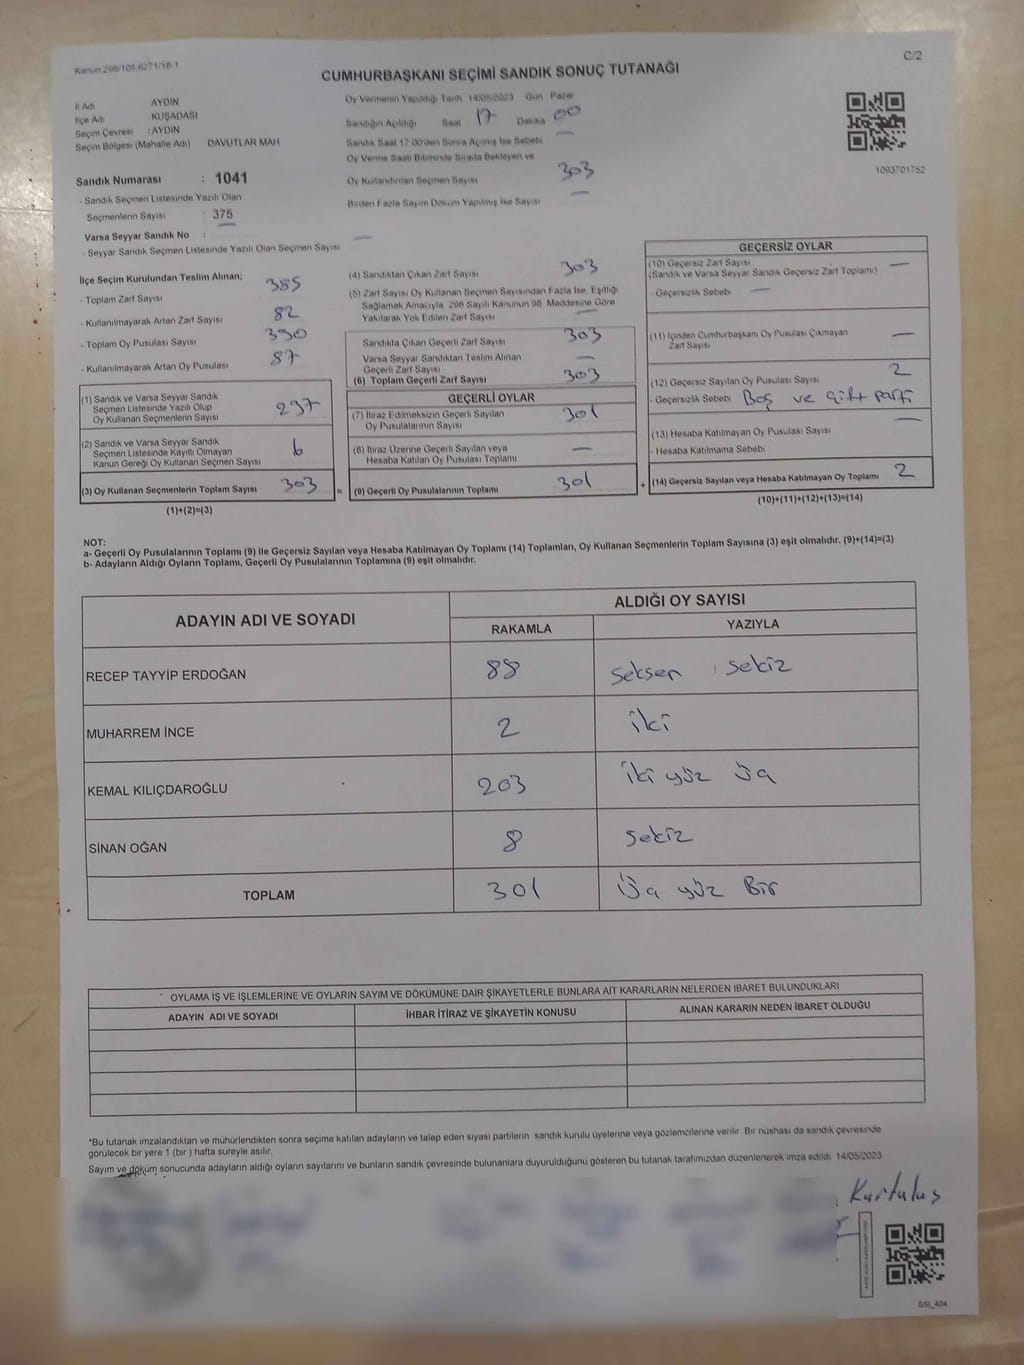 Kanun 298/105,6271/18-1
C/2
CUMHURBAŞKANI SEÇİMİ SANDIK SONUÇ TUTANAĞI
İl Adı AYDIN
İlçe Adı KUŞADASI
Seçim Çevresi : AYDIN
Seçim Bölgesi (Mahalle Adı) DAVUTLAR MAH
Sandık Numarası : 1041
- Sandık Seçmen Listesinde Yazılı Olan
Seçmenlerin Sayısı : 375
Varsa Seyyar Sandık No :
- Seyyar Sandık Seçmen Listesinde Yazılı Olan Seçmen Sayısı —
Oy Vermenin Yapıldığı Tarih 14/05/2023 Gün Pazar
Sandığın Açıldığı Saat 17 Dakika 00
Sandık Saat 17:00'den Sonra Açımış İse Sebebi —
Oy Verme Saati Bitiminde Sırada Bekleyen ve
Oy Kullandırılan Seçmen Sayısı 303
Birden Fazla Sayım Döküm Yapılmış İse Sayısı —
1093701752
İlçe Seçim Kurulundan Teslim Alınan;
- Toplam Zarf Sayısı 385
- Kullanılmayarak Artan Zarf Sayısı 82
- Toplam Oy Pusulası Sayısı 390
- Kullanılmayarak Artan Oy Pusulası 87
(1) Sandık ve Varsa Seyyar Sandık
Seçmen Listesinde Yazılı Olup
Oy Kullanan Seçmenlerin Sayısı 297
(2) Sandık ve Varsa Seyyar Sandık
Seçmen Listesinde Kayıtlı Olmayan
Kanun Gereği Oy Kullanan Seçmen Sayısı 6
(3) Oy Kullanan Seçmenlerin Toplam Sayısı 303
(1)+(2)=(3)
(4) Sandıktan Çıkan Zarf Sayısı 303
(5) Zarf Sayısı Oy Kullanan Seçmen Sayısından Fazla İse, Eşitliği
Sağlamak Amacıyla, 298 Sayılı Kanunun 98. Maddesine Göre
Yakılarak Yok Edilen Zarf Sayısı —
Sandıkta Çıkan Geçerli Zarf Sayısı 303
Varsa Seyyar Sandıktan Teslim Alınan
Geçerli Zarf Sayısı —
(6) Toplam Geçerli Zarf Sayısı 303
GEÇERLİ OYLAR
(7) İtiraz Edimeksizin Geçerli Sayılan
Oy Pusulalarının Sayısı 301
(8) İtiraz Üzerine Geçerli Sayılan veya
Hesaba Katılan Oy Pusulası Toplamı —
= (9) Geçerli Oy Pusulalarının Toplamı 301
GEÇERSİZ OYLAR
(10) Geçersiz Zarf Sayısı —
(Sandık ve Varsa Seyyar Sandık Geçersiz Zarf Toplamı)
- Geçersizlik Sebebi —
(11) İçinden Cumhurbaşkanı Oy Pusulası Çıkmayan
Zarf Sayısı —
(12) Geçersiz Sayılan Oy Pusulası Sayısı 2
- Geçersizlik Sebebi Boş ve çift parti
(13) Hesaba Katılmayan Oy Pusulası Sayısı —
- Hesaba Katılmama Sebebi
+ (14) Geçersiz Sayılan veya Hesaba Katılmayan Oy Toplamı 2
(10)+(11)+(12)+(13)=(14)
NOT:
a- Geçerli Oy Pusulalarının Toplamı (9) ile Geçersiz Sayılan veya Hesaba Katılmayan Oy Toplamı (14) Toplamları, Oy Kullanan Seçmenlerin Toplam Sayısına (3) eşit olmalıdır. (9)+(14)=(3)
b- Adayların Aldığı Oyların Toplamı, Geçerli Oy Pusulalarının Toplamına (9) eşit olmalıdır.
ADAYIN ADI VE SOYADI
ALDIĞI OY SAYISI
RAKAMLA YAZIYLA
RECEP TAYYİP ERDOĞAN 88 Seksen sekiz
MUHARREM İNCE 2 iki
KEMAL KILIÇDAROĞLU 203 iki yüz üç
SİNAN OĞAN 8 Sekiz
TOPLAM 301 Üç yüz Bir
OYLAMA İŞ VE İŞLEMLERİNE VE OYLARIN SAYIM VE DÖKÜMÜNE DAİR ŞİKAYETLERLE BUNLARA AİT KARARLARIN NELERDEN İBARET BULUNDUKLARI
ADAYIN ADI VE SOYADI İHBAR İTİRAZ VE ŞİKAYETİN KONUSU ALINAN KARARIN NEDEN İBARET OLDUĞU
*Bu tutanak imzalandıktan ve mühürlendikten sonra seçime katılan adayların ve talep eden siyasi partilerin sandık kurulu üyelerine veya gözlemcilerine verilir. Bir nüshası da sandık çevresinde
görülecek bir yere 1 (bir ) hafta süreyle asılır.
Sayım ve döküm sonucunda adayların aldığı oyların sayılarını ve bunların sandık çevresinde bulunanlara duyurulduğunu gösteren bu tutanak tarafımızdan düzenlenerek imza edildi. 14/05/2023
Kurtuluş
GSI_404